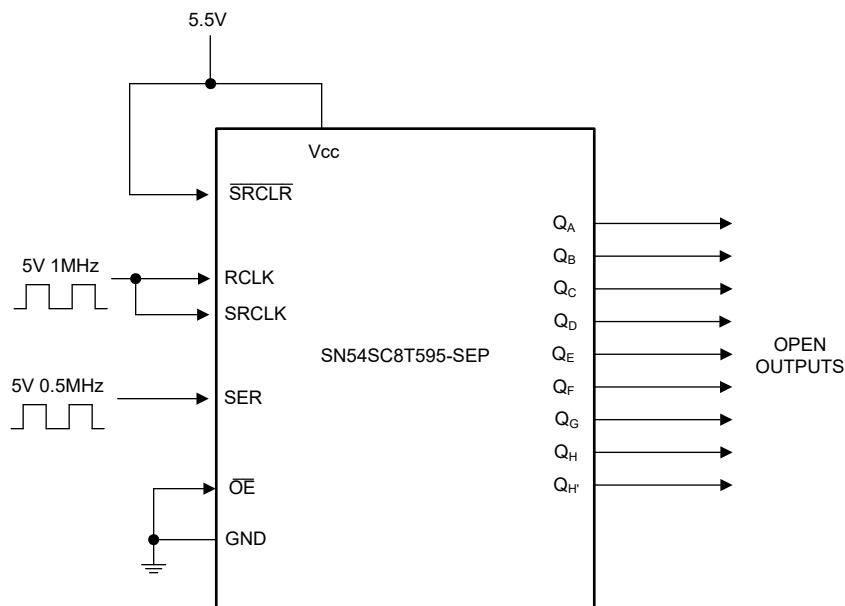 5.5V
Vcc
SRCLR
5V 1MHz
RCLK
SRCLK
5V 0.5MHz
SER
OE
GND
SN54SC8T595-SEP
QA
QB
QC
QD
QE
QF
QG
QH
QH'
OPEN
OUTPUTS